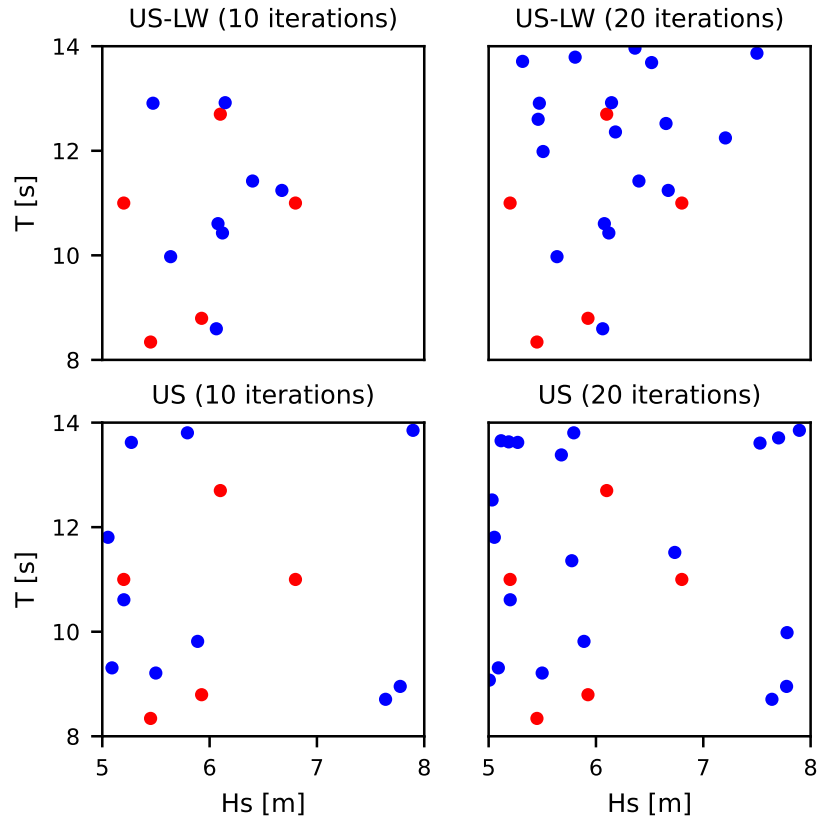 US-LW (10 iterations)
US-LW (20 iterations)
14
12
10
8
T [s]
US (10 iterations)
US (20 iterations)
14
12
10
8
T [s]
5 6 7 8
5 6 7 8
Hs [m]
Hs [m]